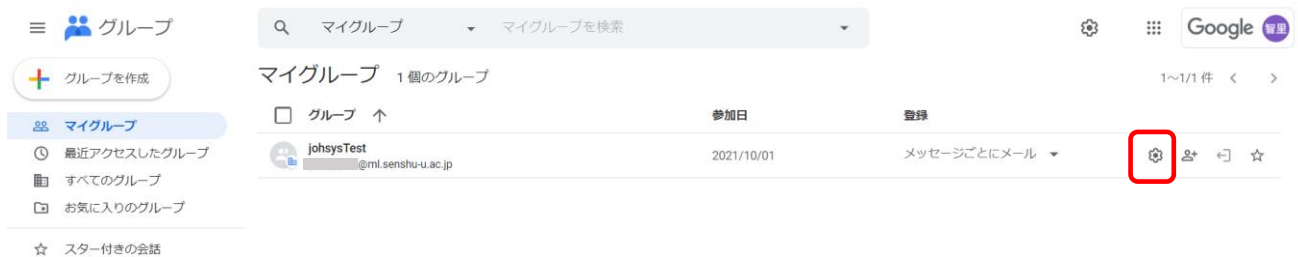 グループ
マイグループ
マイグループを検索
Google
智里
グループを作成
マイグループ 1 個のグループ
1～1/1 件
グループ
参加日
登録
マイグループ
最近アクセスしたグループ
すべてのグループ
お気に入りのグループ
スター付きの会話
johsysTest
@ml.senshu-u.ac.jp
2021/10/01
メッセージごとにメール